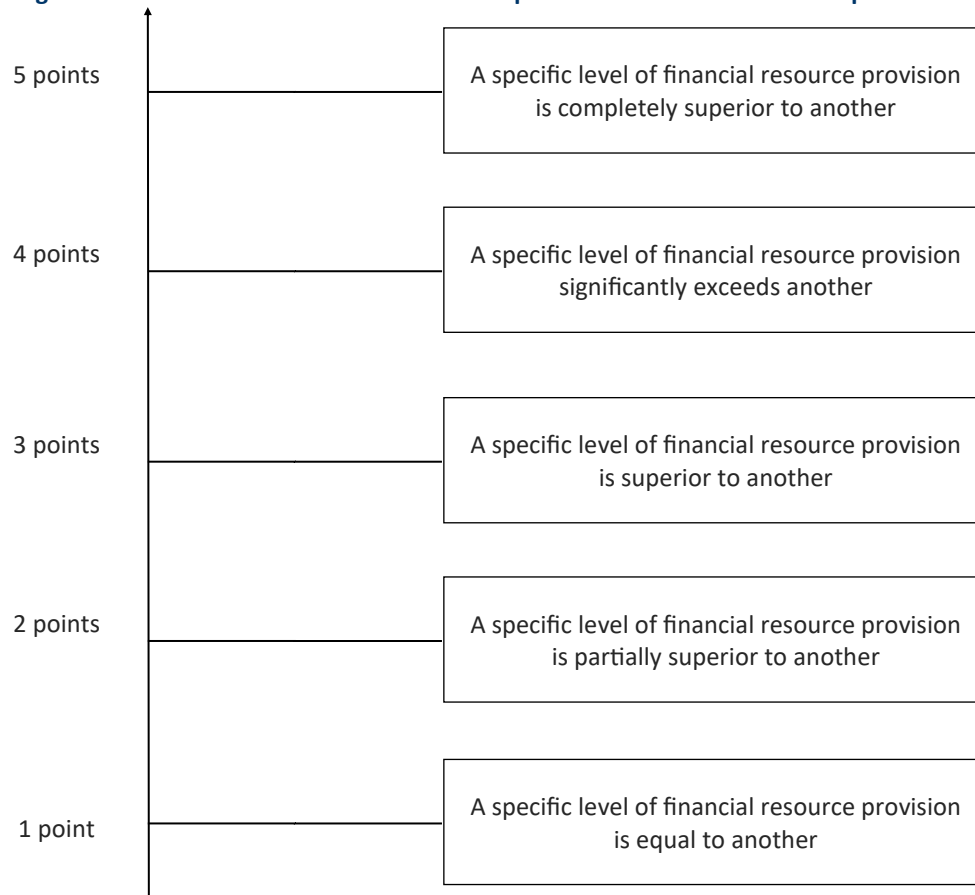 5 points
A specific level of financial resource provision
is completely superior to another
4 points
A specific level of financial resource provision
significantly exceeds another
3 points
A specific level of financial resource provision
is superior to another
2 points
A specific level of financial resource provision
is partially superior to another
1 point
A specific level of financial resource provision
is equal to another